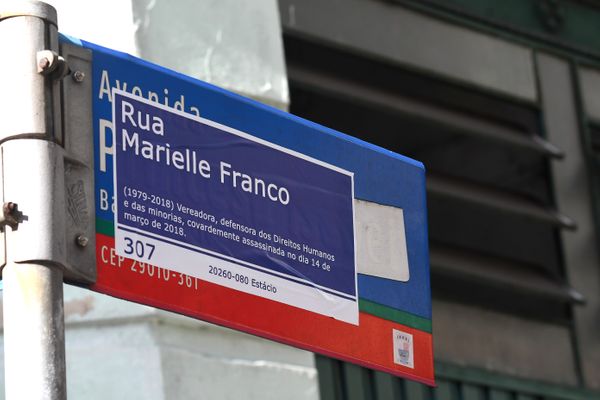 Avenida
Rua
Marielle Franco
(1979-2018) Vereadora, defensora dos Direitos Humanos
e das minorias, covardemente assassinada no dia 14 de
março de 2018.
307
20260-080 Estácio
CEP 29010-361